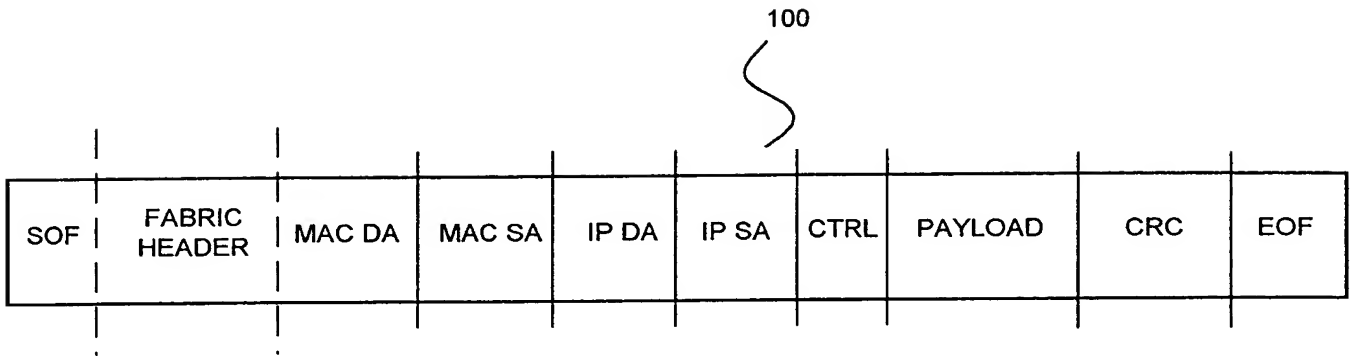 100
SOF
FABRIC
HEADER
MAC DA
MAC SA
IP DA
IP SA
CTRL
PAYLOAD
CRC
EOF